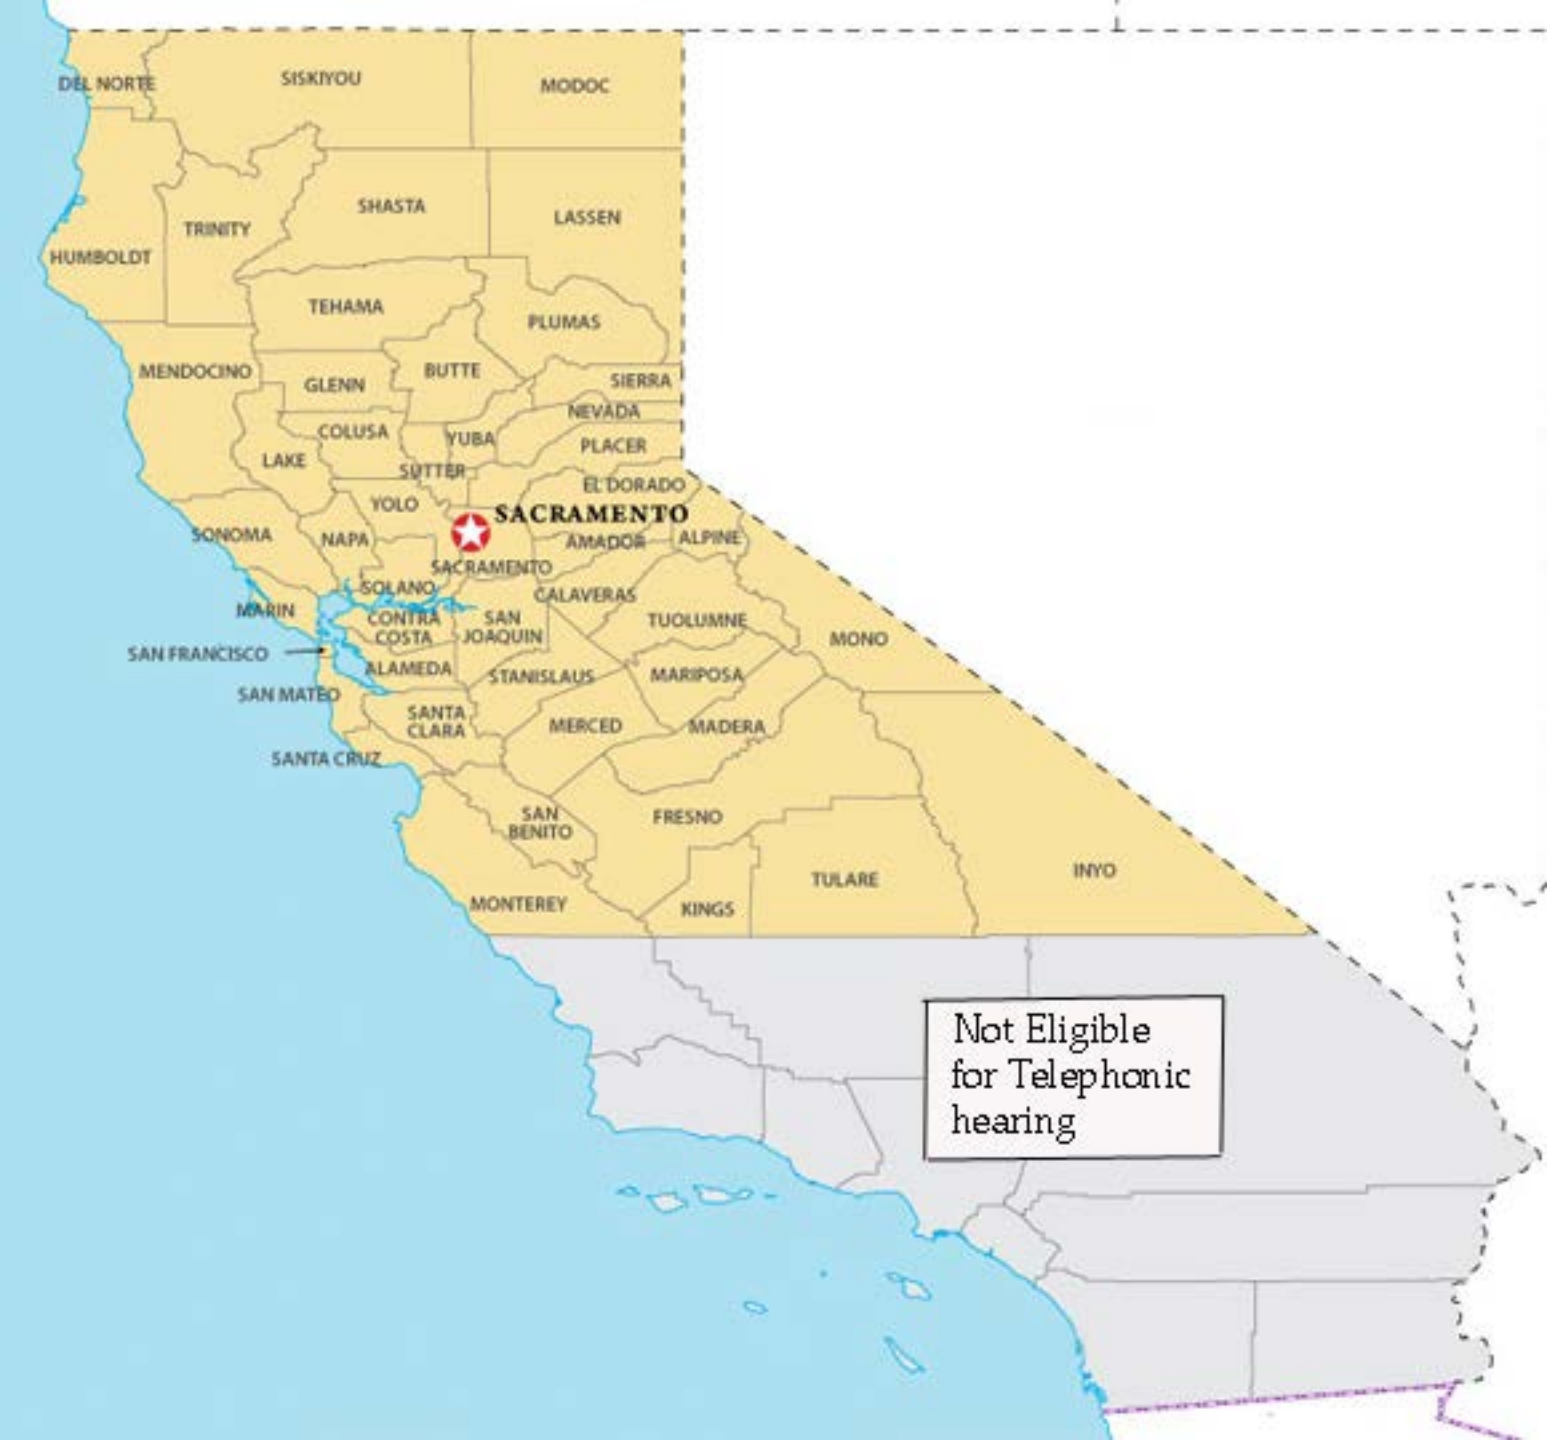 DEL NORTE
SISKIYOU
MODOC
SHASTA
LASSEN
TRINITY
HUMBOLDT
TEHAMA
PLUMAS
MENDOCINO
GLENN
BUTTE
SIERRA
NEVADA
COLUSA
YUBA
PLACER
LAKE
SUTTER
EL DORADO
YOLO
SACRAMENTO
SONOMA
NAPA
AMADOR
ALPINE
SACRAMENTO
SOLANO
CALAVERAS
MARIN
CONTRA
COSTA
SAN
JOAQUIN
TUOLUMNE
MONO
SAN FRANCISCO
ALAMEDA
STANISLAUS
MARIPOSA
SAN MATEO
SANTA
CLARA
MERCED
MADERA
SANTA CRUZ
SAN
BENITO
FRESNO
TULARE
INYO
MONTEREY
KINGS
Not Eligible
for Telephonic
hearing